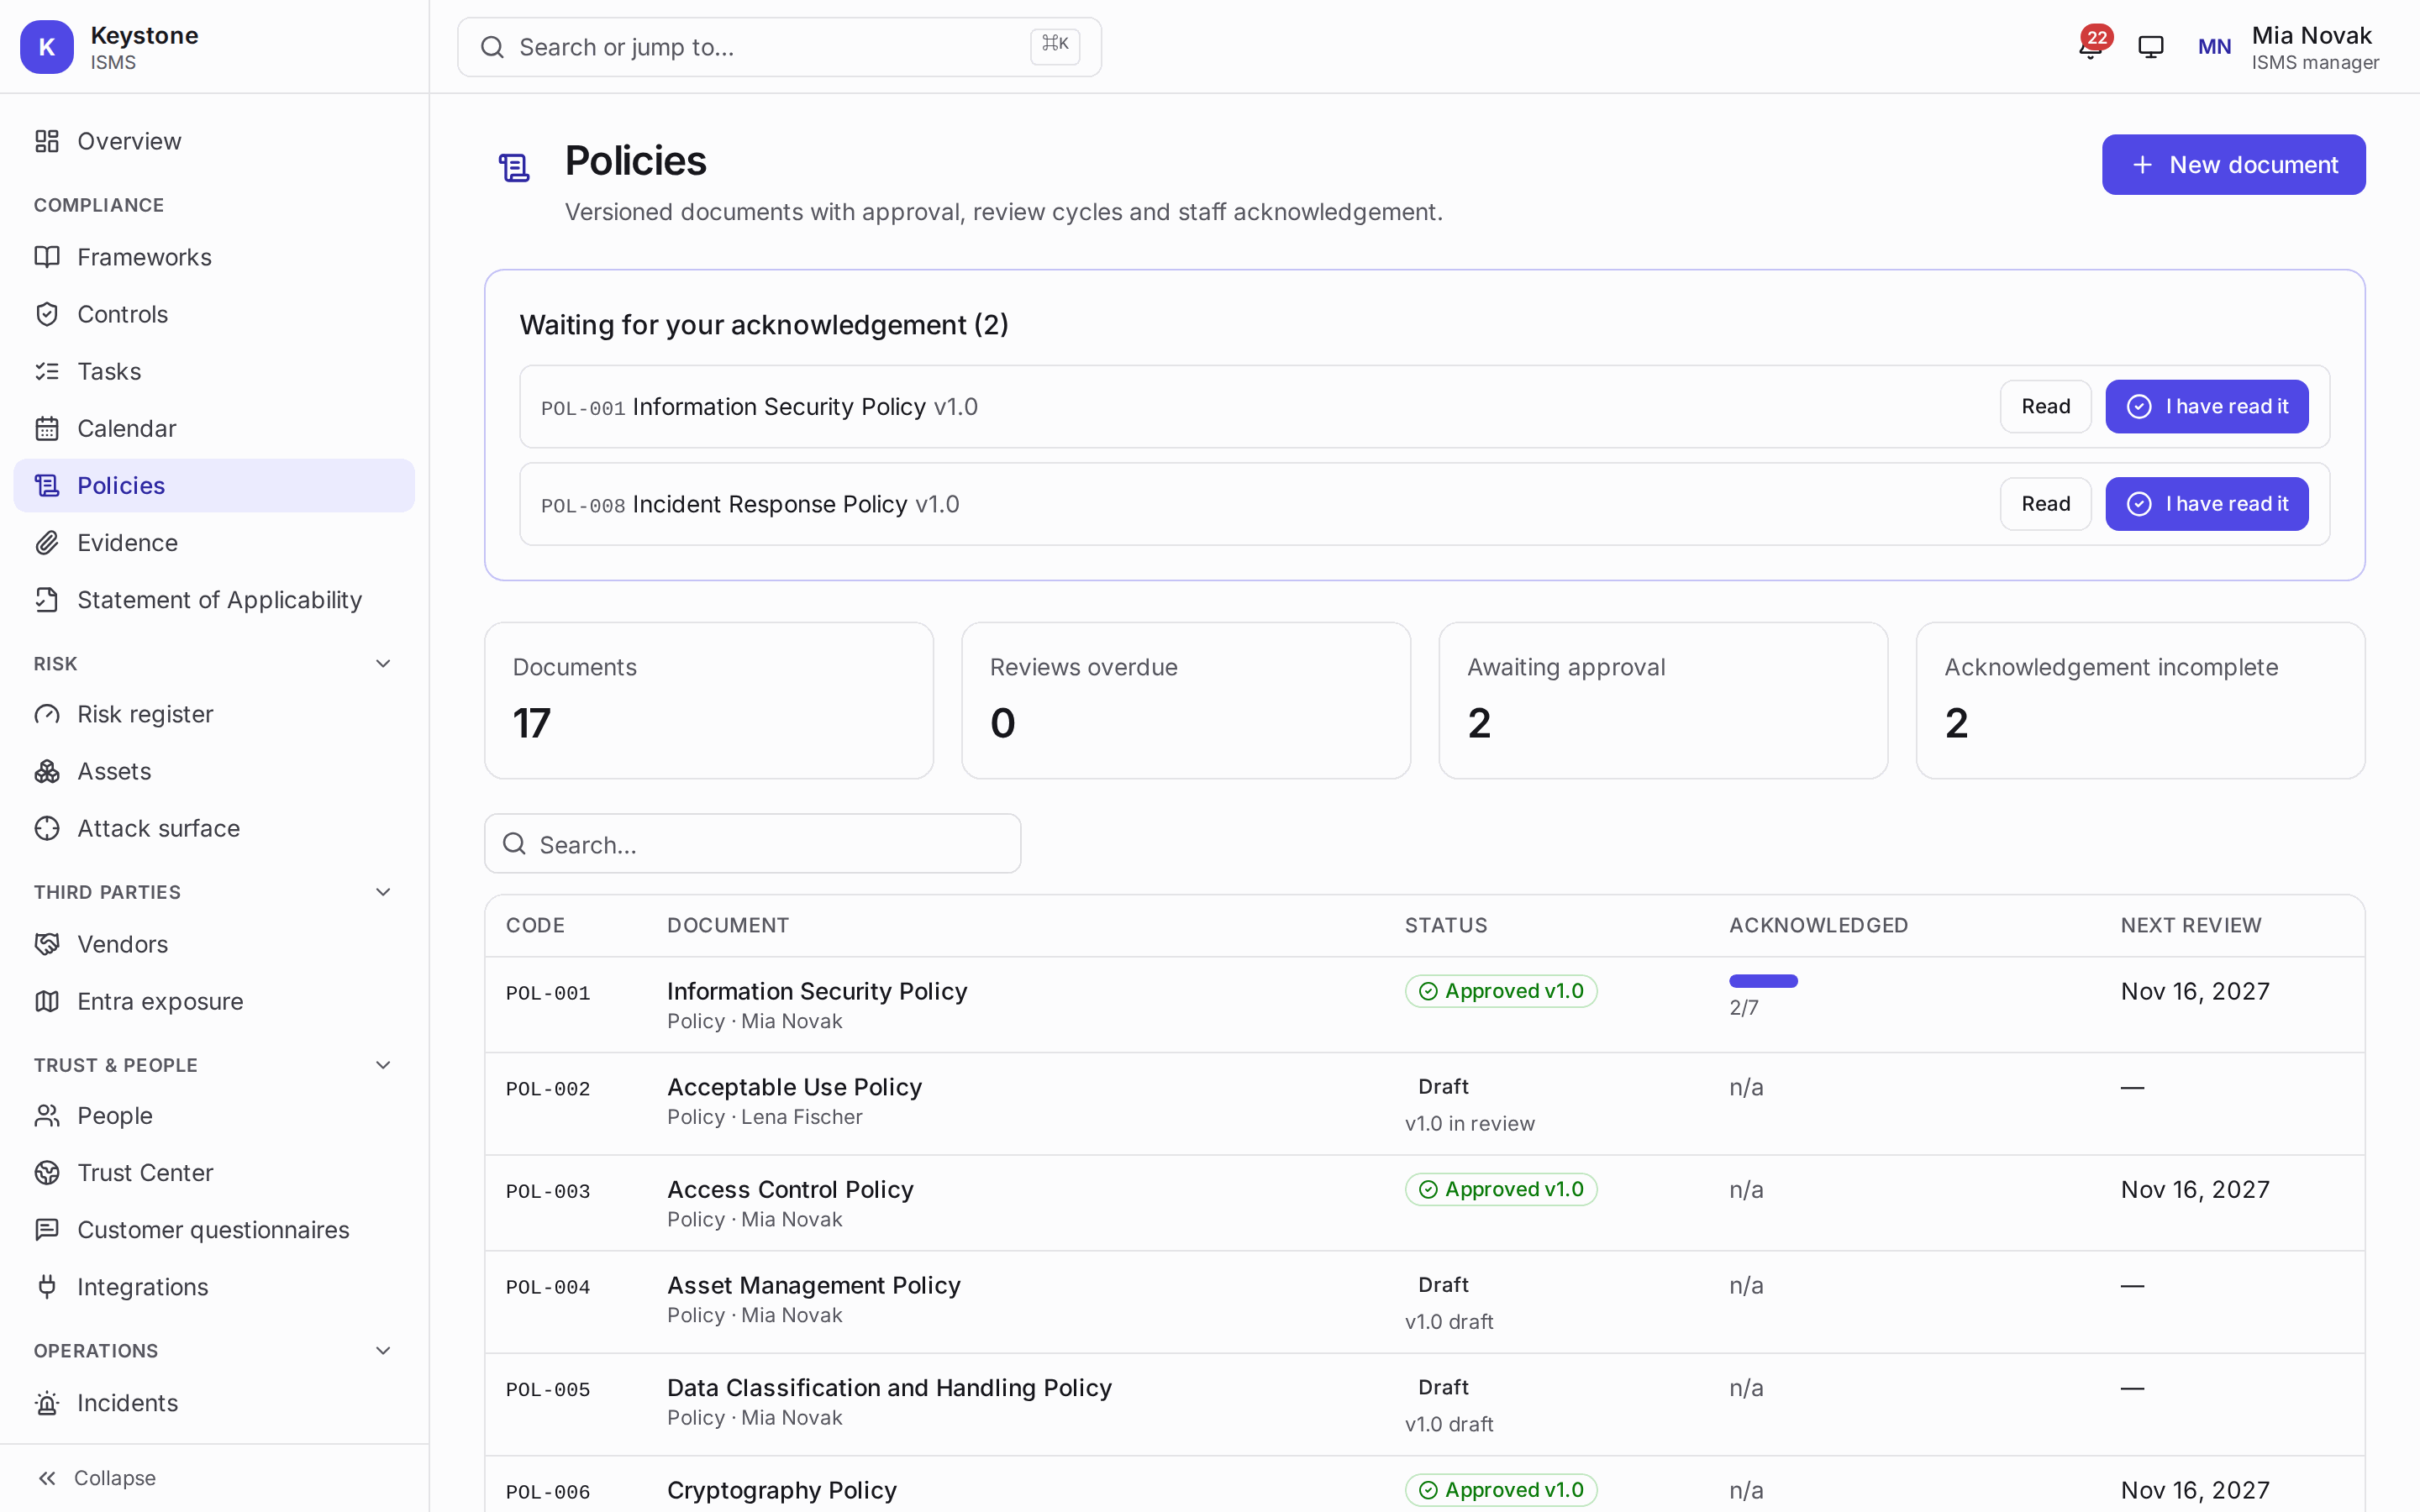 K
Keystone
ISMS
Search or jump to...
⌘K
22
MN
Mia Novak
ISMS manager
Overview
COMPLIANCE
Frameworks
Controls
Tasks
Calendar
Policies
Evidence
Statement of Applicability
RISK
Risk register
Assets
Attack surface
THIRD PARTIES
Vendors
Entra exposure
TRUST & PEOPLE
People
Trust Center
Customer questionnaires
Integrations
OPERATIONS
Incidents
Collapse
Policies
Versioned documents with approval, review cycles and staff acknowledgement.
New document
Waiting for your acknowledgement (2)
POL-001 Information Security Policy v1.0
Read
I have read it
POL-008 Incident Response Policy v1.0
Read
I have read it
Documents
17
Reviews overdue
0
Awaiting approval
2
Acknowledgement incomplete
2
Search...
CODE DOCUMENT STATUS ACKNOWLEDGED NEXT REVIEW
POL-001 Information Security Policy Approved v1.0 Nov 16, 2027
Policy · Mia Novak 2/7
POL-002 Acceptable Use Policy Draft n/a —
Policy · Lena Fischer v1.0 in review
POL-003 Access Control Policy Approved v1.0 n/a Nov 16, 2027
Policy · Mia Novak
POL-004 Asset Management Policy Draft n/a —
Policy · Mia Novak v1.0 draft
POL-005 Data Classification and Handling Policy Draft n/a —
Policy · Mia Novak v1.0 draft
POL-006 Cryptography Policy Approved v1.0 n/a Nov 16, 2027